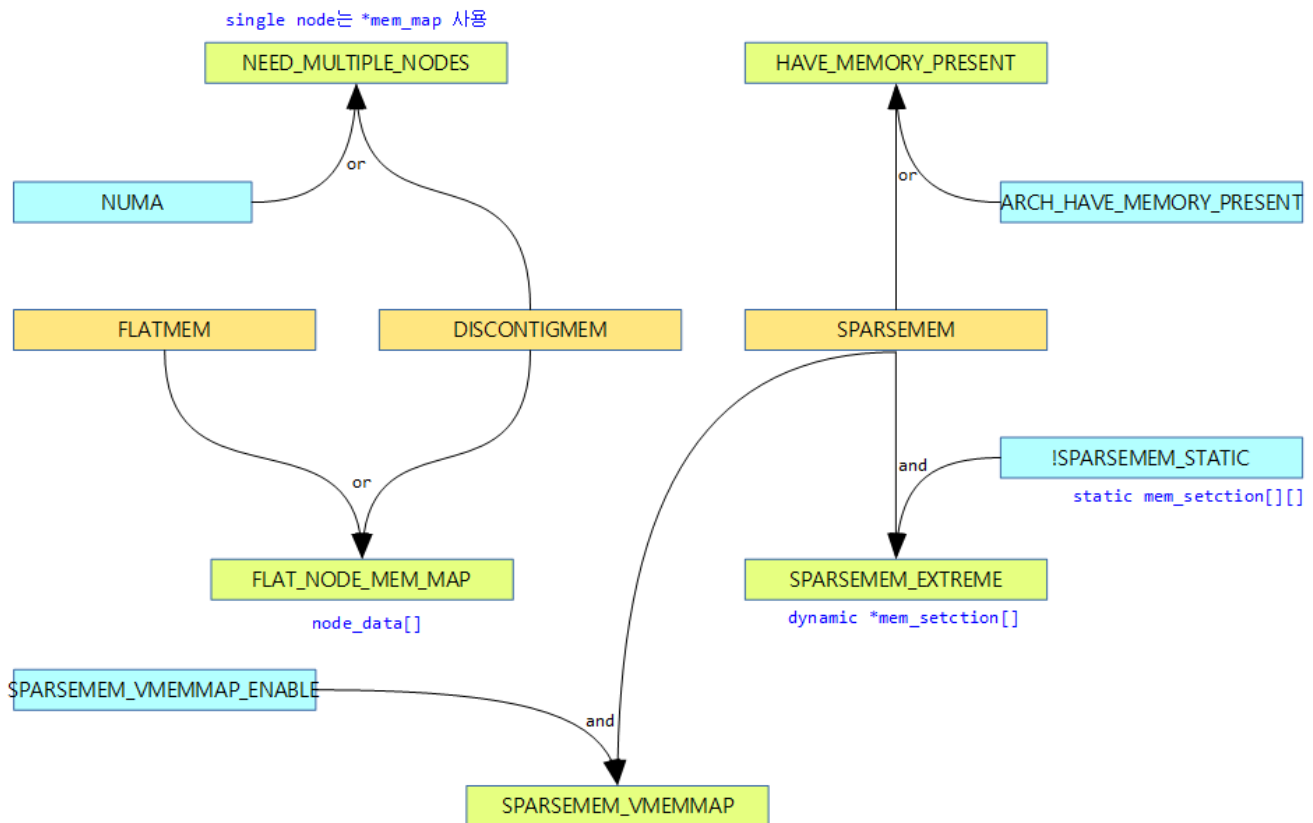 single node는 *mem_map 사용
NEED_MULTIPLE_NODES
HAVE_MEMORY_PRESENT
or
or
NUMA
ARCH_HAVE_MEMORY_PRESENT
FLATMEM
DISCONTIGMEM
SPARSEMEM
and
!SPARSEMEM_STATIC
or
static mem_setction[][]
FLAT_NODE_MEM_MAP
SPARSEMEM_EXTREME
node_data[]
dynamic *mem_setction[]
SPARSEMEM_VMEMMAP_ENABLE
and
SPARSEMEM_VMEMMAP